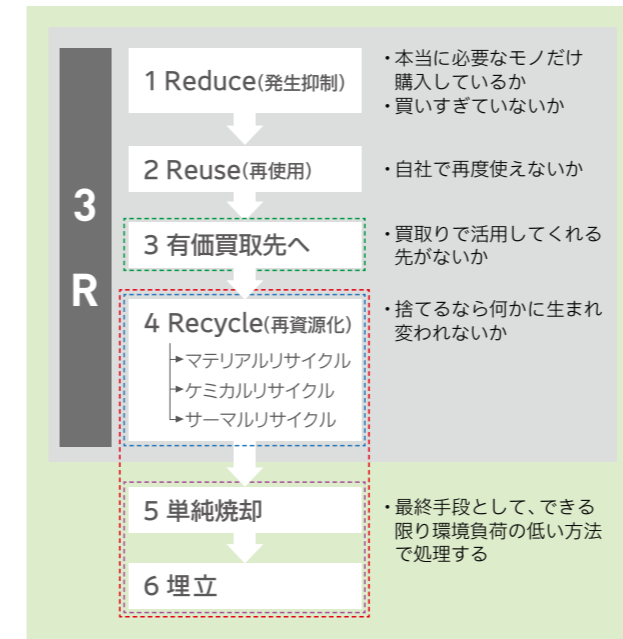 3
R
1 Reduce(発生抑制)
・本当に必要なモノだけ
購入しているか
・買いすぎていないか
2 Reuse(再使用)
・自社で再度使えないか
3 有価買取先へ
・買取りで活用してくれる
先がないか
4 Recycle(再資源化)
マテリアルリサイクル
ケミカルリサイクル
サーマルリサイクル
・捨てるなら何かに生まれ
変われないか
5 単純焼却
・最終手段として、できる
限り環境負荷の低い方法
で処理する
6 埋立